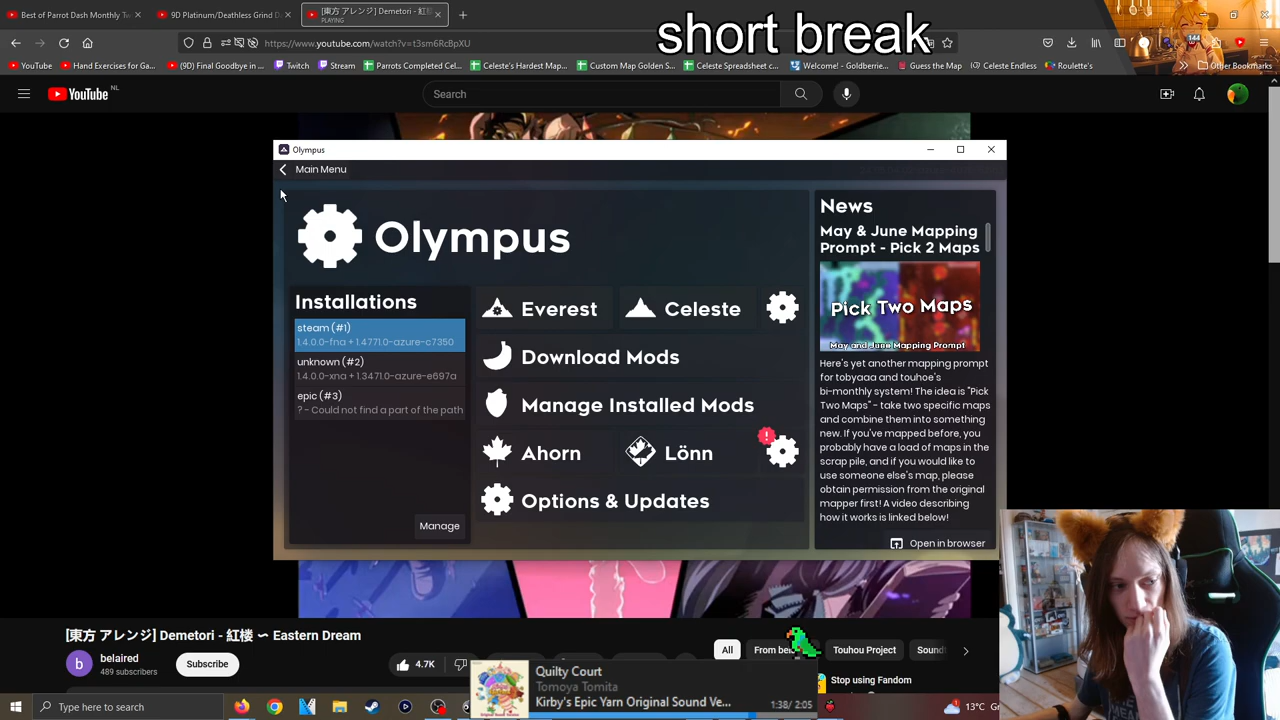 Best of Parrot Dash Monthly Tw
9D Platinum/Deathless Grind D
[東方 アレンジ] Demetori - 紅楼
PLAYING
short break
https://www.youtube.com/watch?v=t3sm6RcBpXU
144
YouTube
Hand Exercises for Ga...
(9D) Final Goodbye in ...
Twitch
Stream
Parrots Completed Cel...
Celeste's Hardest Map...
Custom Map Golden S...
Celeste Spreadsheet c...
Welcome! - Goldberrie...
Guess the Map
Celeste Endless
Roulette's
Other Bookmarks
YouTube NL
Search
Olympus
Main Menu
Olympus
Installations
steam (#1)
1.4.0.0-fna + 1.4771.0-azure-c7350
unknown (#2)
1.4.0.0-xna + 1.3471.0-azure-e697a
epic (#3)
? - Could not find a part of the path
Manage
Everest
Celeste
Download Mods
Manage Installed Mods
Ahorn
Lönn
Options & Updates
News
May & June Mapping
Prompt - Pick 2 Maps
Pick Two Maps
May and June Mapping Prompt
Here's yet another mapping prompt
for tobyaaa and touhoe's
bi-monthly system! The idea is "Pick
Two Maps" - take two specific maps
and combine them into something
new. If you've mapped before, you
probably have a load of maps in the
scrap pile, and if you would like to
use someone else's map, please
obtain permission from the original
mapper first! A video describing
how it works is linked below!
Open in browser
[東方 アレンジ] Demetori - 紅楼 ～ Eastern Dream
b
belaired
489 subscribers
Subscribe
4.7K
All
From bel
Touhou Project
Sound
Stop using Fandom
Quilty Court
Tomoya Tomita
Kirby's Epic Yarn Original Sound Ve...
1:38/ 2:05
Type here to search
13°C